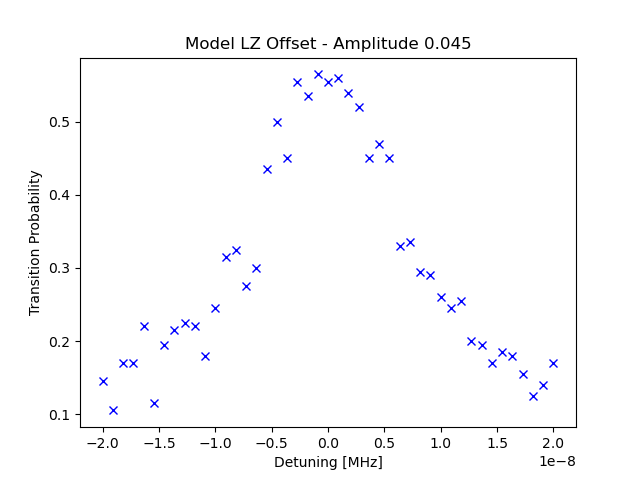 Model LZ Offset - Amplitude 0.045
Transition Probability
0.5
0.4
0.3
0.2
0.1
−2.0 −1.5 −1.0 −0.5 0.0 0.5 1.0 1.5 2.0
Detuning [MHz]
1e−8